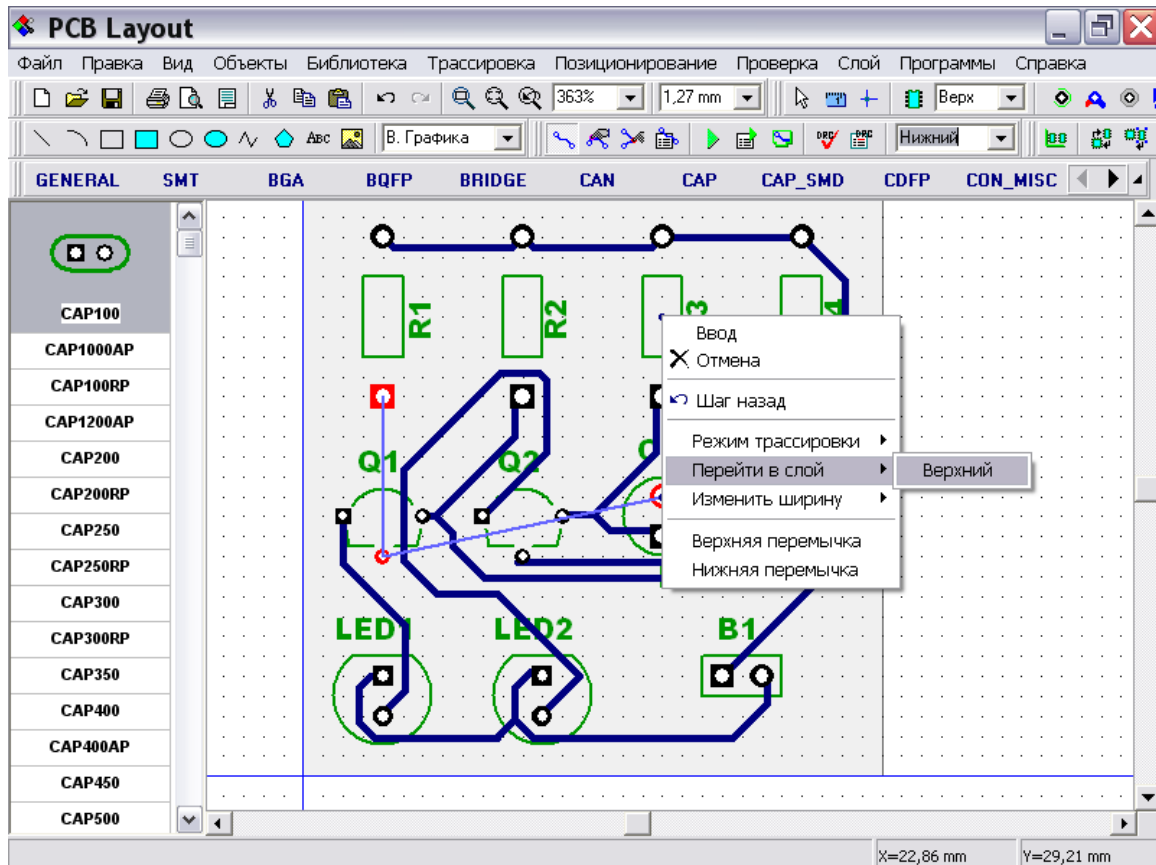 PCB Layout
Файл Правка Вид Объекты Библиотека Трассировка Позиционирование Проверка Слой Программы Справка
363% 1,27 mm Верх
ABC В. Графика DRC DRC Нижний
GENERAL SMT BGA BQFP BRIDGE CAN CAP CAP_SMD CDFP CON_MISC
CAP100
CAP1000AP
CAP100RP
CAP1200AP
CAP200
CAP200RP
CAP250
CAP250RP
CAP300
CAP300RP
CAP350
CAP400
CAP400AP
CAP450
CAP500
R1
R2
Q1
Q2
LED1
LED2
B1
Ввод
Отмена
Шаг назад
Режим трассировки
Перейти в слой
Верхний
Изменить ширину
Верхняя перемычка
Нижняя перемычка
X=22,86 mm Y=29,21 mm